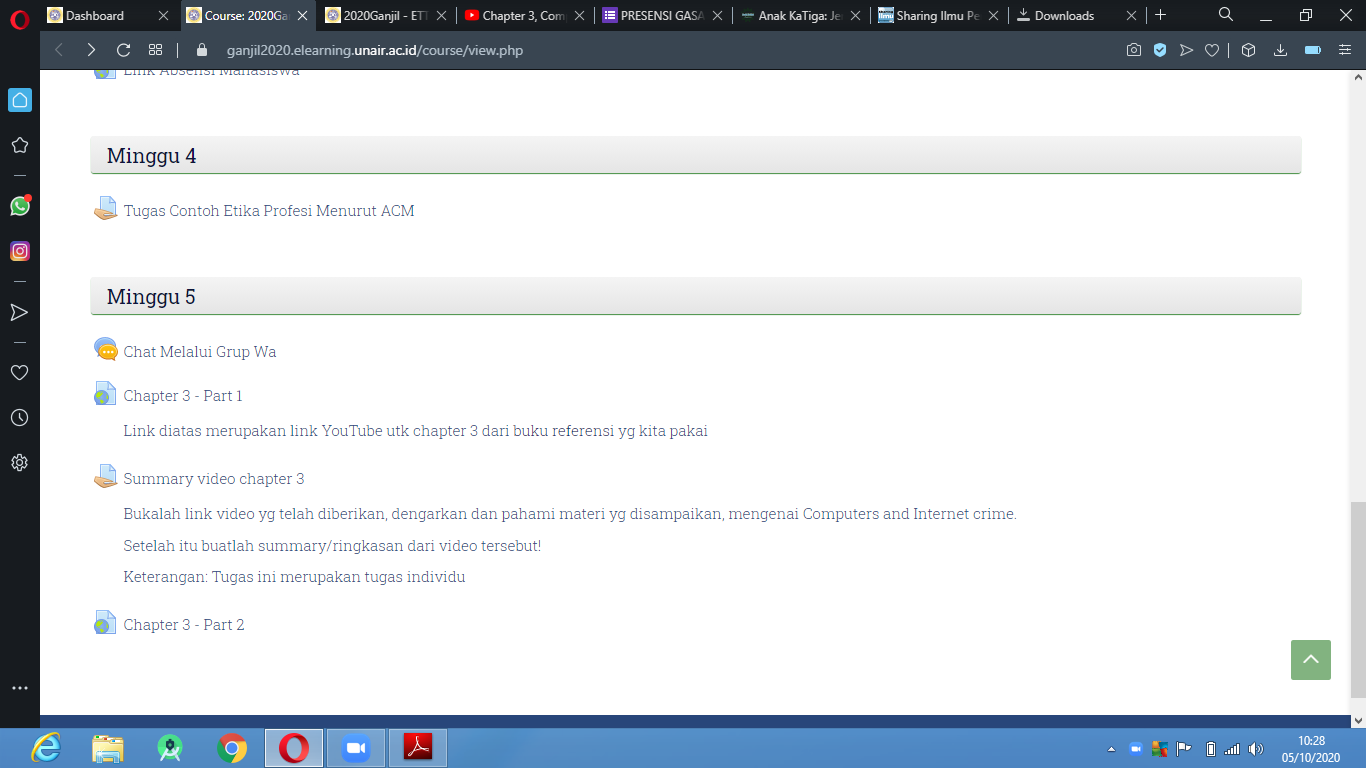 Dashboard
Course: 2020Ga
2020Ganjil - ET
Chapter 3, Com
PRESENSI GASA
Anak KaTiga: Je
Sharing Ilmu Pe
Downloads
ganjil2020.elearning.unair.ac.id/course/view.php
Link Absensi Mahasiswa
Minggu 4
Tugas Contoh Etika Profesi Menurut ACM
Minggu 5
Chat Melalui Grup Wa
Chapter 3 - Part 1
Link diatas merupakan link YouTube utk chapter 3 dari buku referensi yg kita pakai
Summary video chapter 3
Bukalah link video yg telah diberikan, dengarkan dan pahami materi yg disampaikan, mengenai Computers and Internet crime.
Setelah itu buatlah summary/ringkasan dari video tersebut!
Keterangan: Tugas ini merupakan tugas individu
Chapter 3 - Part 2
10:28
05/10/2020